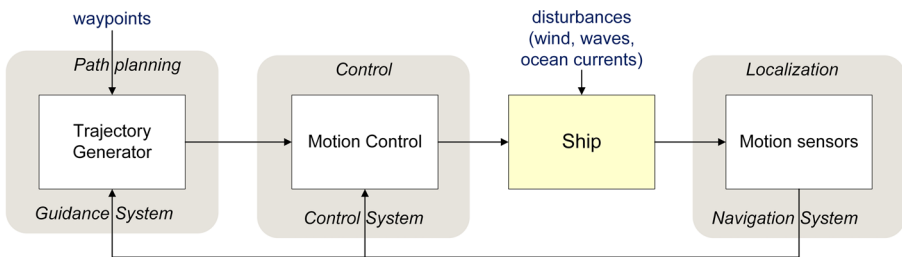 waypoints
disturbances
(wind, waves,
ocean currents)
Path planning
Control
Localization
Trajectory
Generator
Motion Control
Ship
Motion sensors
Guidance System
Control System
Navigation System